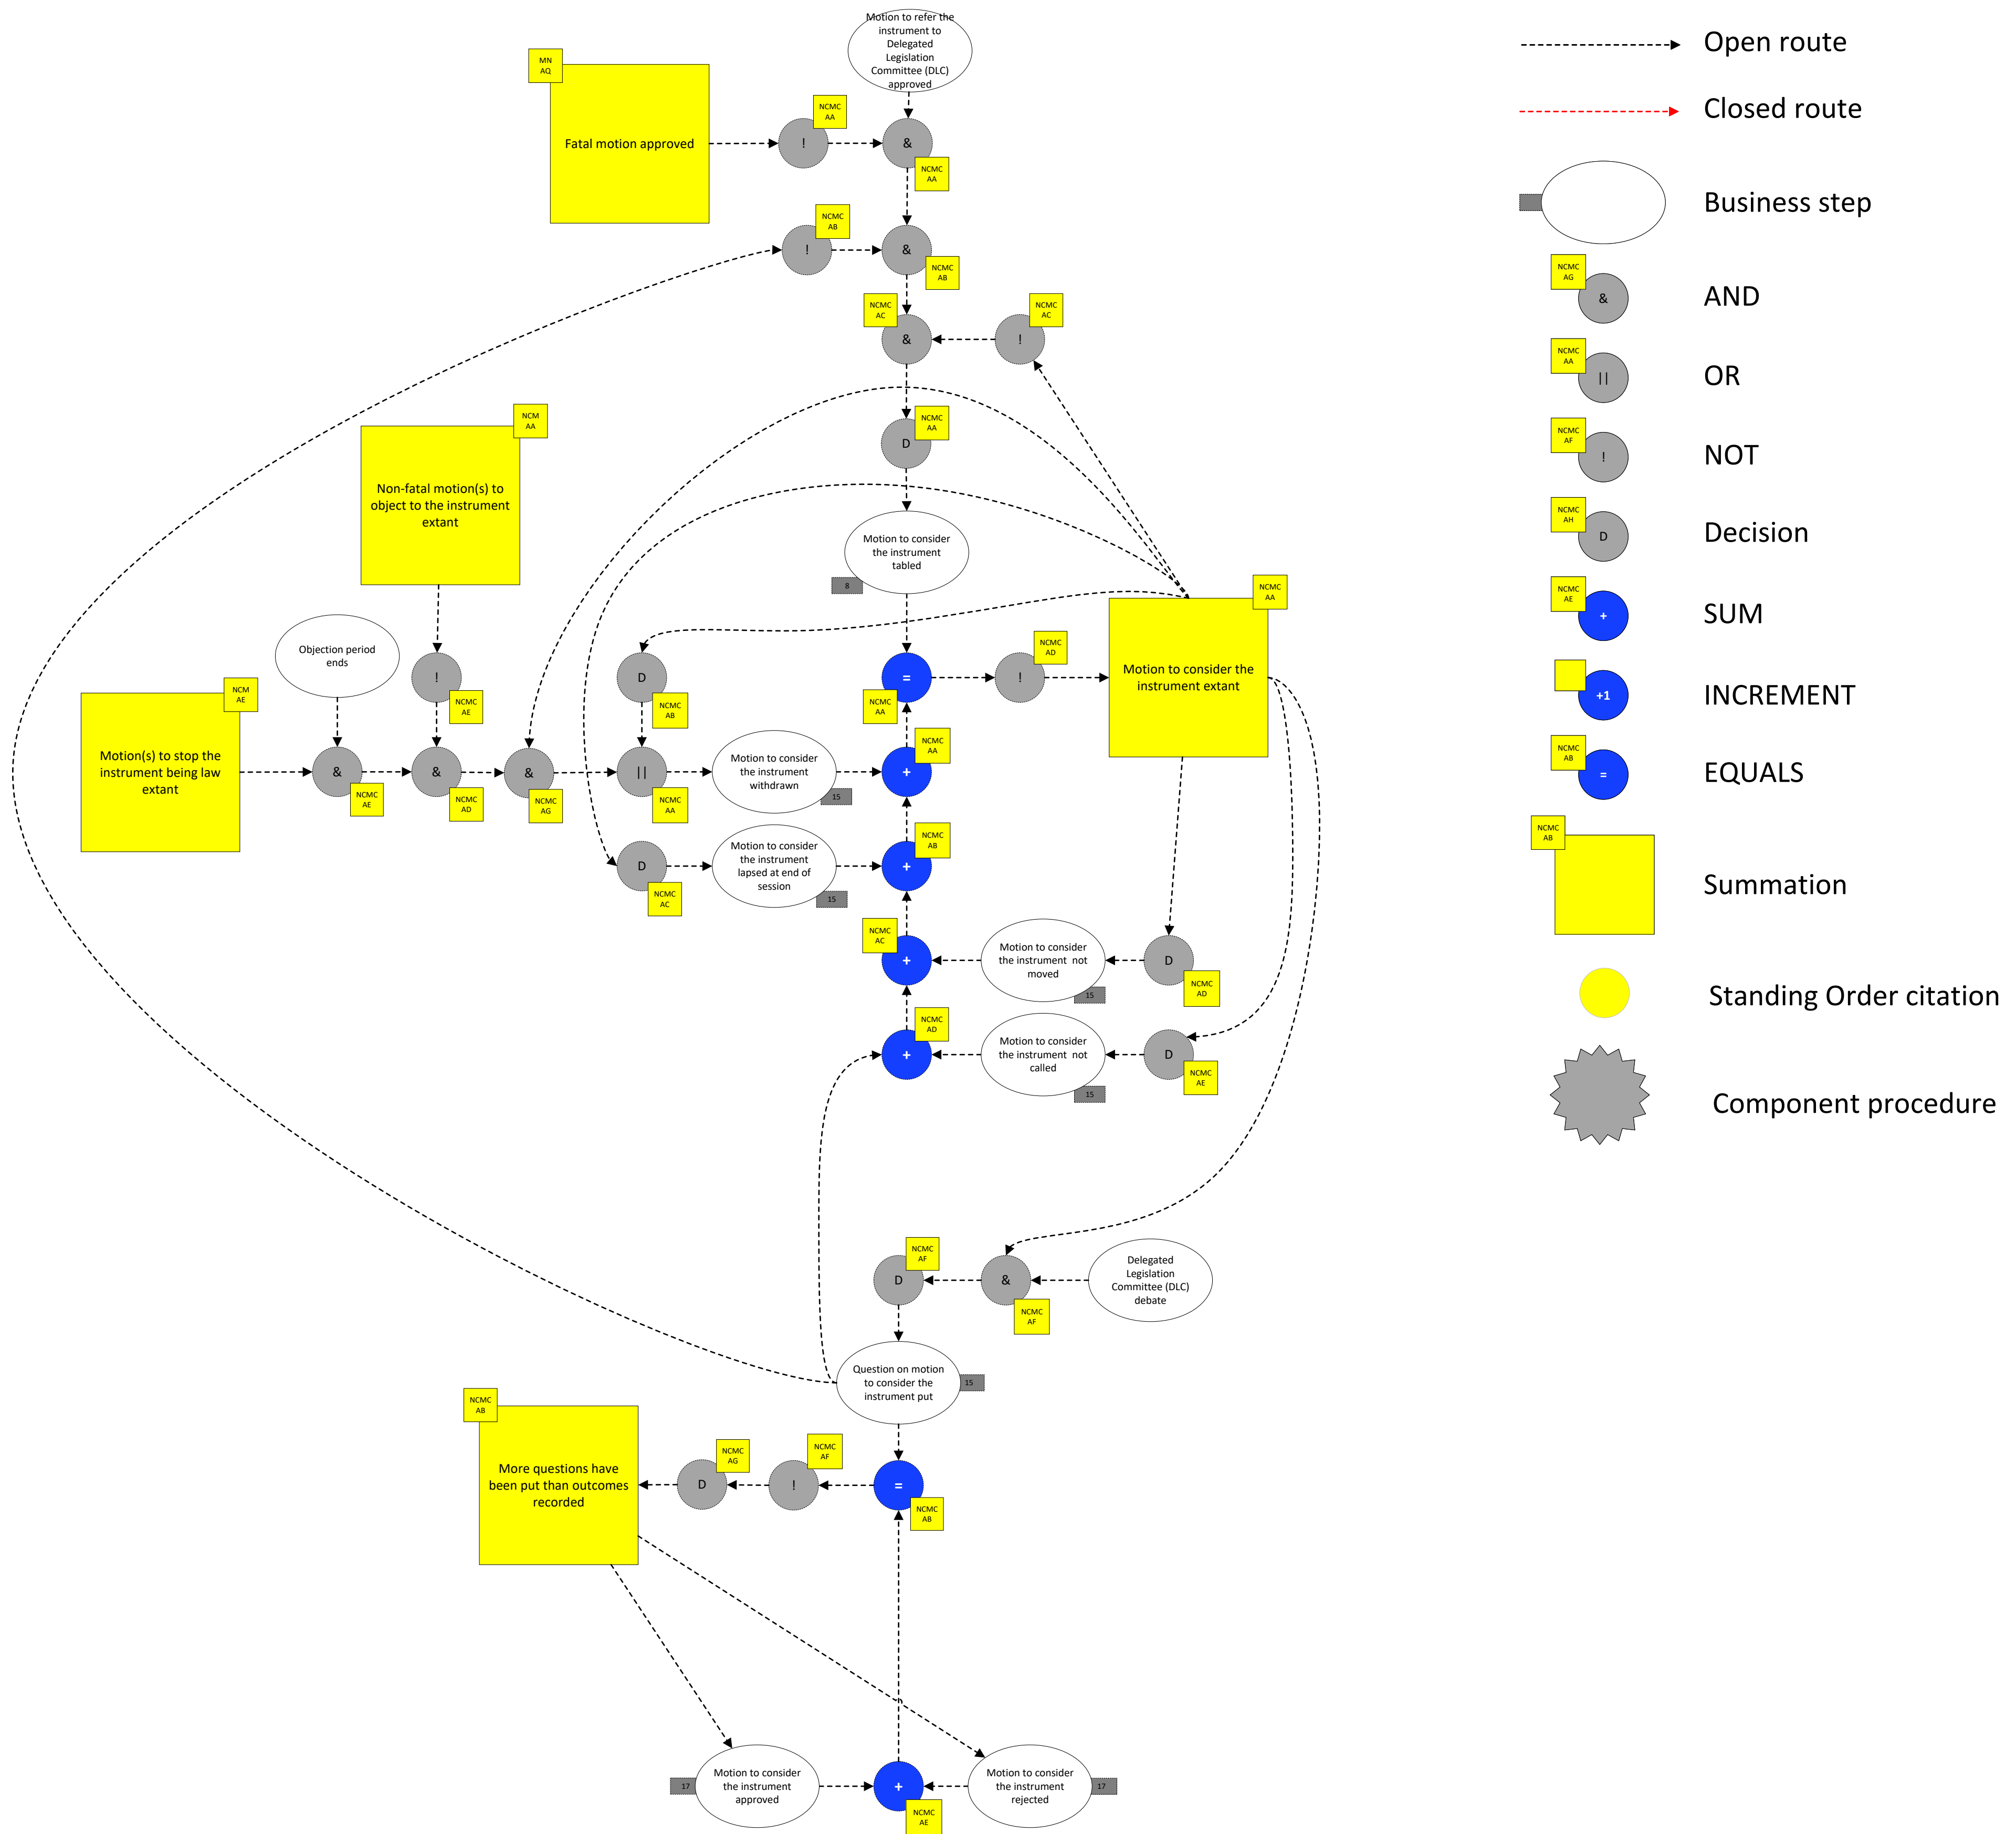 Motion to refer the
instrument to
Delegated
Legislation
Committee (DLC)
approved
MN
AQ
Fatal motion approved
NCMC
AA
!
&
NCMC
AA
NCMC
AB
!
&
NCMC
AB
NCMC
AC
&
NCMC
AC
!
NCMC
AA
D
NCM
AA
Non-fatal motion(s) to
object to the instrument
extant
Motion to consider
the instrument
tabled
8
NCMC
AA
Motion to consider the
instrument extant
Objection period
ends
!
NCMC
AE
D
NCMC
AB
=
NCMC
AA
!
NCMC
AD
NCM
AE
Motion(s) to stop the
instrument being law
extant
&
NCMC
AE
&
NCMC
AD
&
NCMC
AG
||
NCMC
AA
Motion to consider
the instrument
withdrawn
15
+
NCMC
AA
D
NCMC
AC
Motion to consider
the instrument
lapsed at end of
session
15
+
NCMC
AB
NCMC
AC
+
Motion to consider
the instrument not
moved
15
D
NCMC
AD
+
NCMC
AD
Motion to consider
the instrument not
called
15
D
NCMC
AE
D
NCMC
AF
&
NCMC
AF
Delegated
Legislation
Committee (DLC)
debate
Question on motion
to consider the
instrument put
15
NCMC
AB
More questions have
been put than outcomes
recorded
D
NCMC
AG
!
NCMC
AF
=
NCMC
AB
17
Motion to consider
the instrument
approved
+
NCMC
AE
Motion to consider
the instrument
rejected
17
Open route
Closed route
Business step
NCMC
AG
&
AND
NCMC
AA
||
OR
NCMC
AF
!
NOT
NCMC
AH
D
Decision
NCMC
AE
+
SUM
+1
INCREMENT
NCMC
AB
=
EQUALS
NCMC
AB
Summation
Standing Order citation
Component procedure